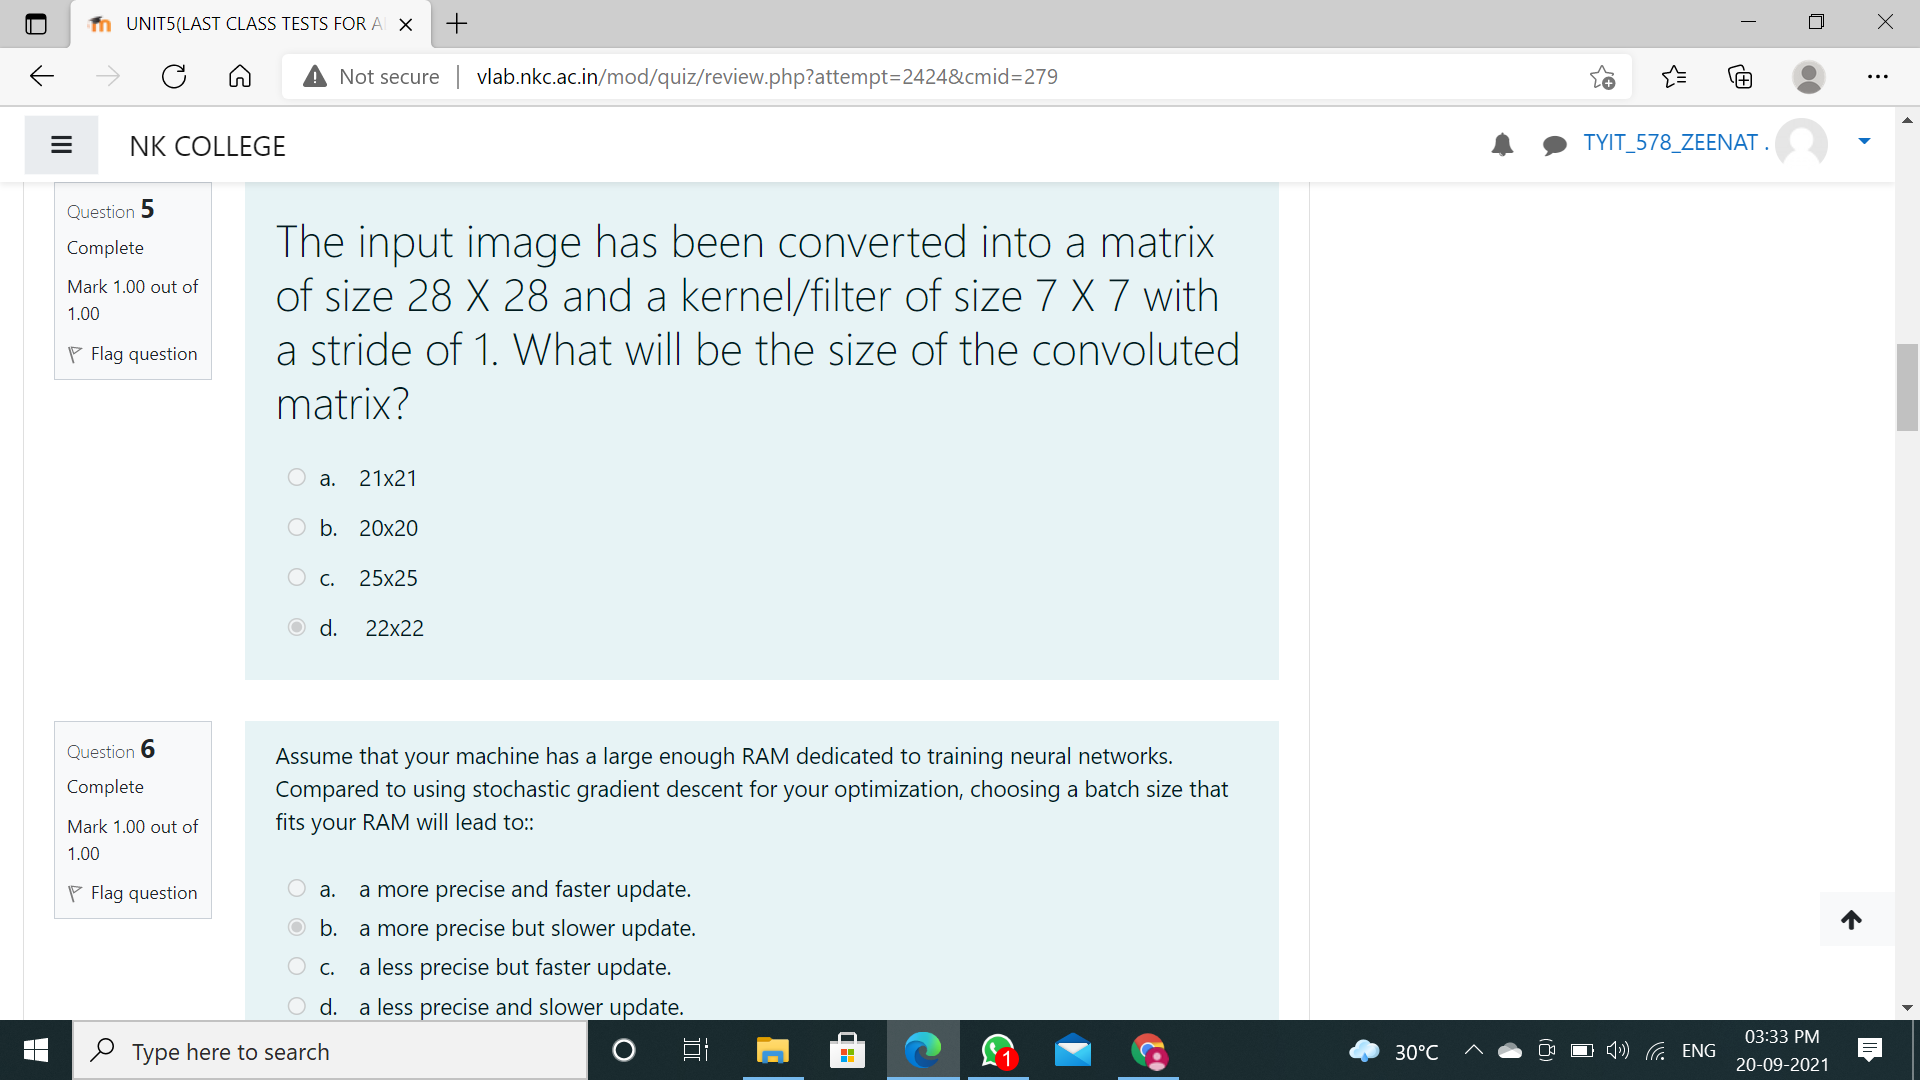 UNIT5(LAST CLASS TESTS FOR A
Not secure
vlab.nkc.ac.in/mod/quiz/review.php?attempt=2424&cmid=279
NK COLLEGE
TYIT_578_ZEENAT .
Question 5
Complete
Mark 1.00 out of
1.00
Flag question
The input image has been converted into a matrix
of size 28 X 28 and a kernel/filter of size 7 X 7 with
a stride of 1. What will be the size of the convoluted
matrix?
a. 21x21
b. 20x20
c. 25x25
d. 22x22
Question 6
Complete
Mark 1.00 out of
1.00
Flag question
Assume that your machine has a large enough RAM dedicated to training neural networks.
Compared to using stochastic gradient descent for your optimization, choosing a batch size that
fits your RAM will lead to::
a. a more precise and faster update.
b. a more precise but slower update.
c. a less precise but faster update.
d. a less precise and slower update.
Type here to search
1
30°C
ENG
03:33 PM
20-09-2021